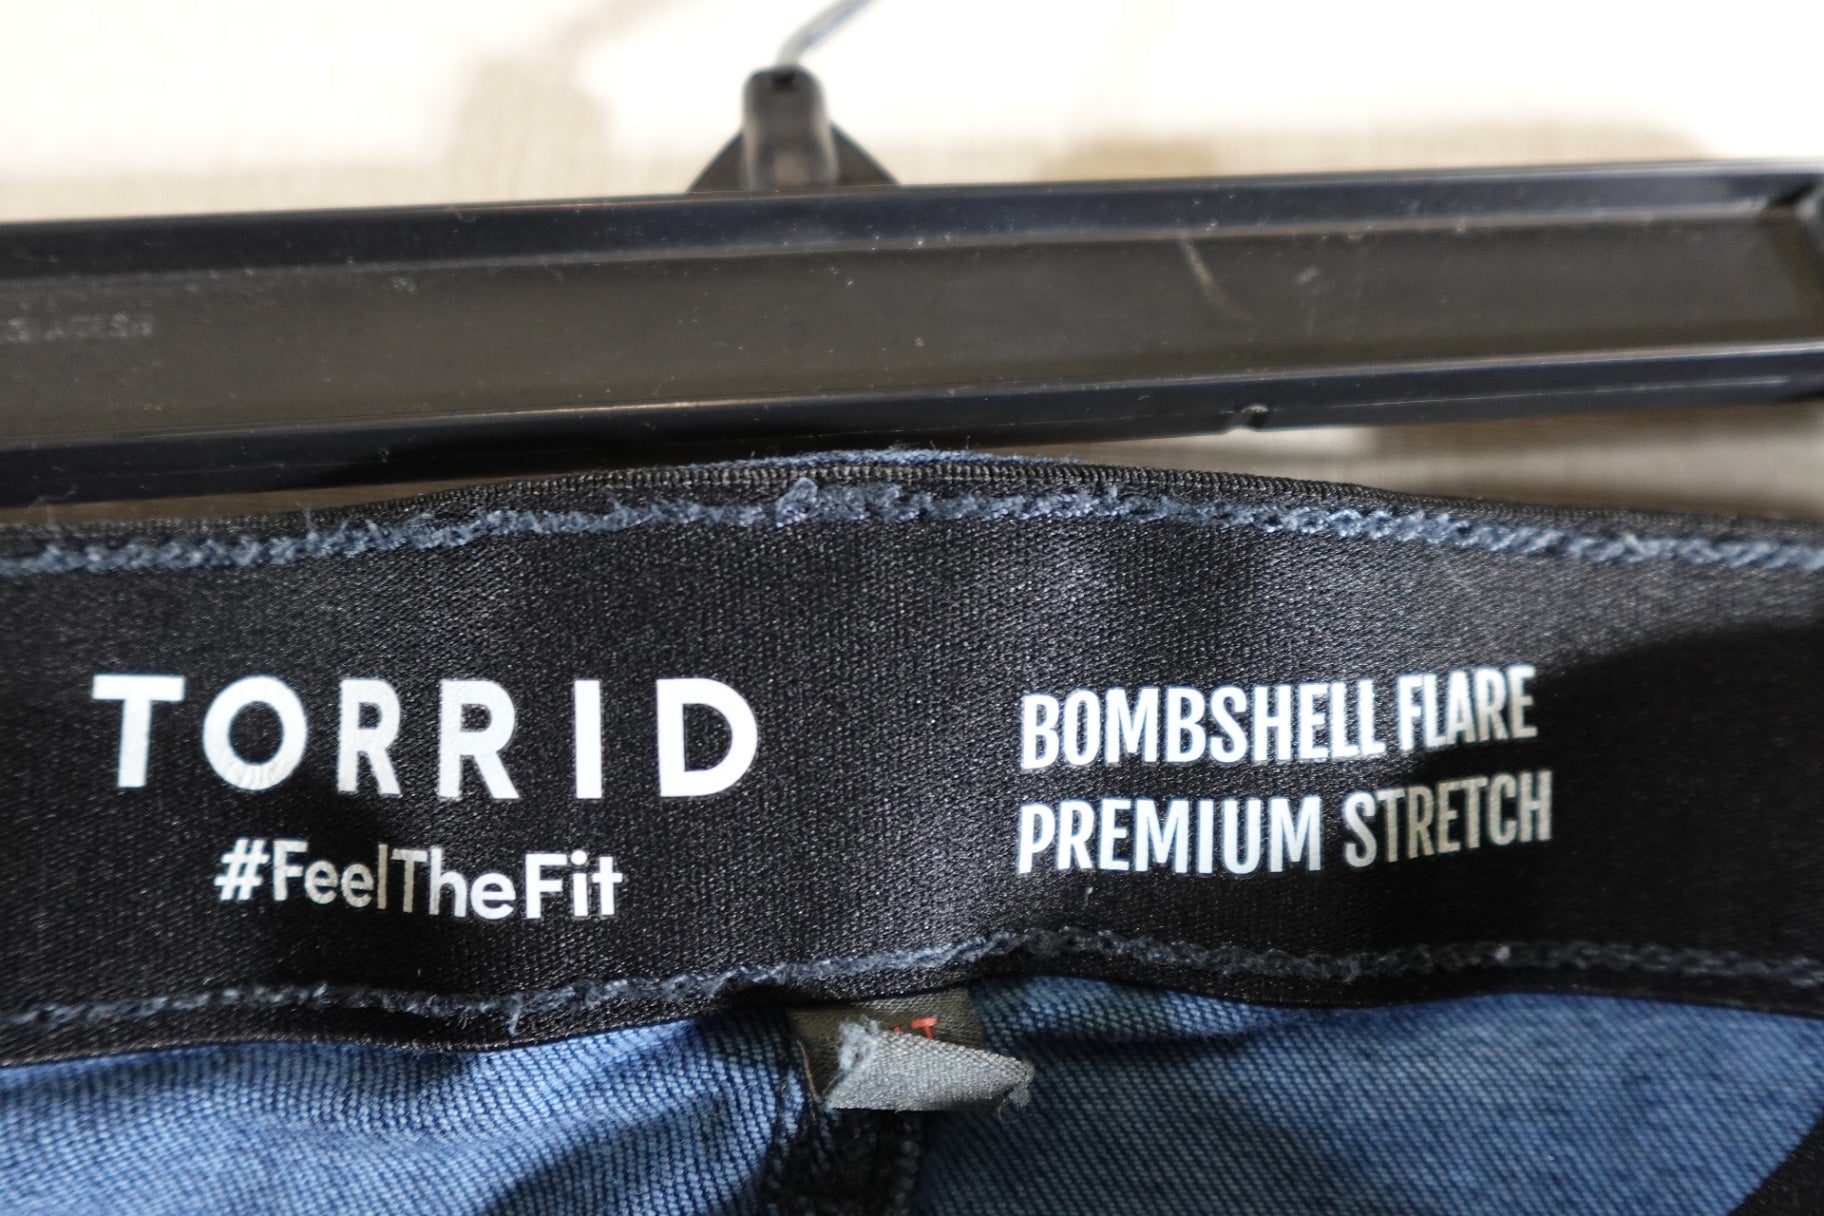 TORRID
#FeelTheFit
BOMBSHELL FLARE
PREMIUM STRETCH